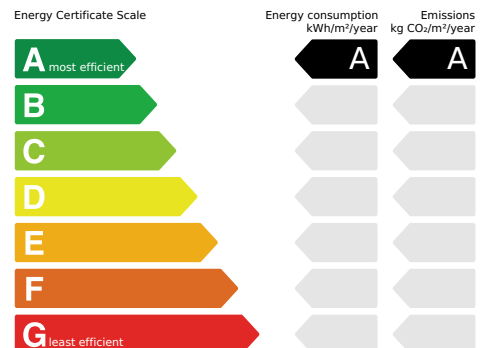 Energy Certificate Scale
Energy consumption
kWh/m²/year
Emissions
kg CO₂/m²/year
A most efficient
A
A
B
C
D
E
F
G least efficient